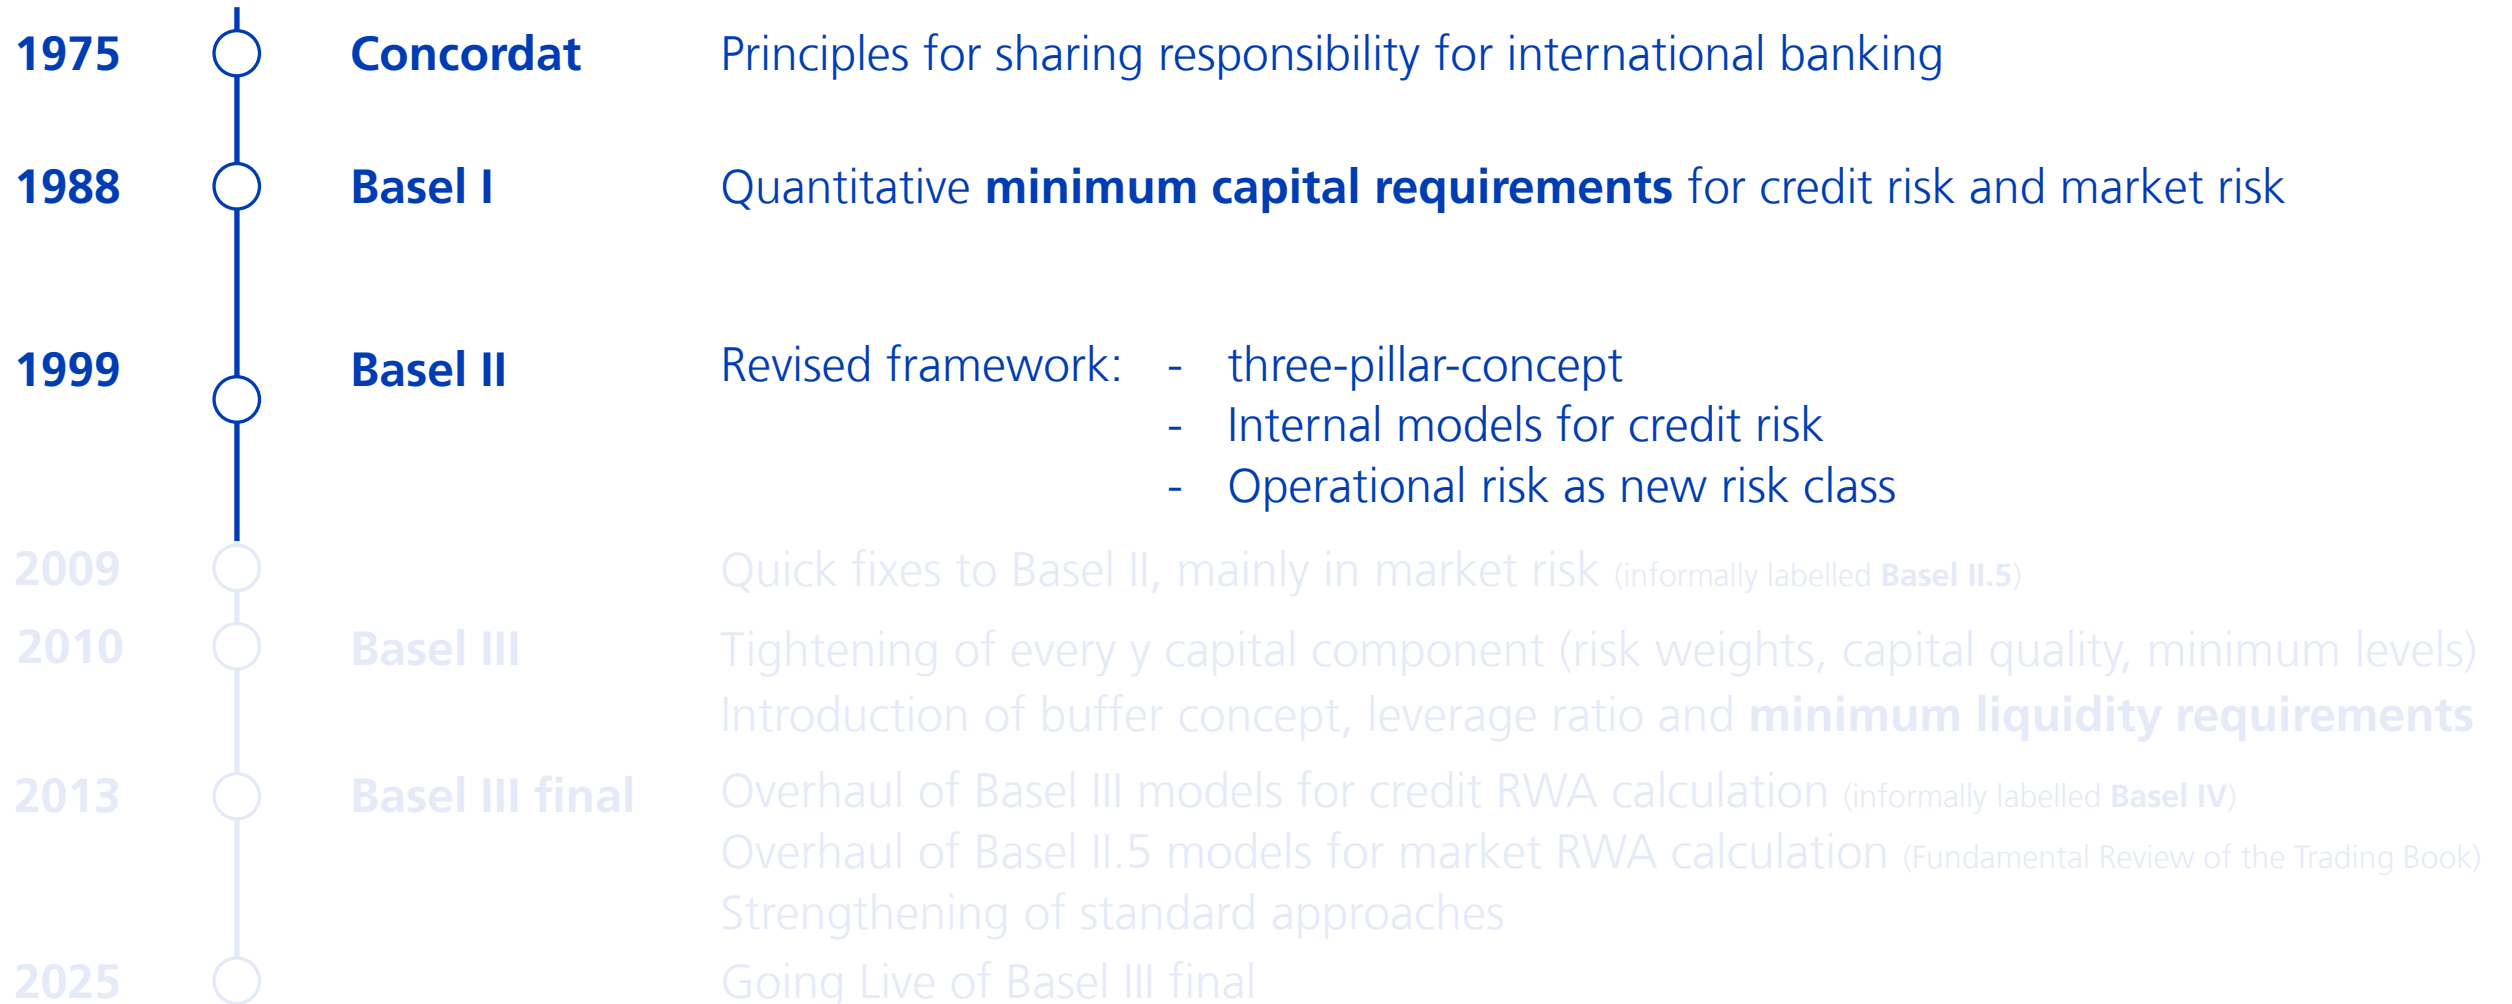 1975 Concordat Principles for sharing responsibility for international banking
1988 Basel I Quantitative minimum capital requirements for credit risk and market risk
1999 Basel II Revised framework: - three-pillar-concept
- Internal models for credit risk
- Operational risk as new risk class
2009 Quick fixes to Basel II, mainly in market risk (informally labelled Basel II.5)
2010 Basel III Tightening of every y capital component (risk weights, capital quality, minimum levels)
Introduction of buffer concept, leverage ratio and minimum liquidity requirements
2013 Basel III final Overhaul of Basel III models for credit RWA calculation (informally labelled Basel IV)
Overhaul of Basel II.5 models for market RWA calculation (Fundamental Review of the Trading Book)
Strengthening of standard approaches
2025 Going Live of Basel III final